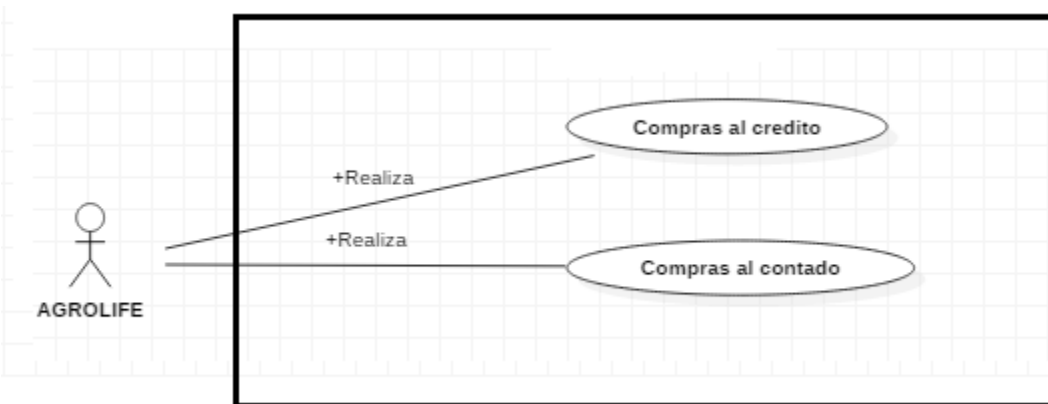 Compras al credito
+Realiza
+Realiza
Compras al contado
AGROLIFE